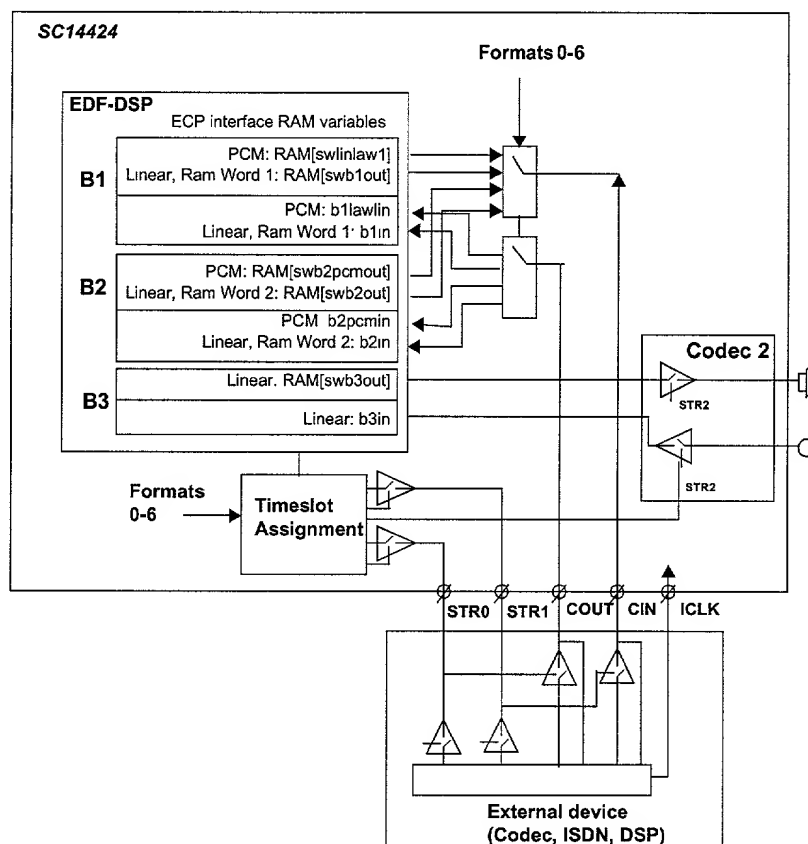 SC14424
Formats 0-6
EDF-DSP
ECP interface RAM variables
B1
PCM: RAM[swlinlaw1]
Linear, Ram Word 1: RAM[swb1out]
PCM: b1lawlin
Linear, Ram Word 1: b1in
B2
PCM: RAM[swb2pcmout]
Linear, Ram Word 2: RAM[swb2out]
PCM b2pcmin
Linear, Ram Word 2: b2in
B3
Linear. RAM[swb3out]
Linear: b3in
Codec 2
STR2
STR2
Formats
0-6
Timeslot
Assignment
STR0
STR1
COUT
CIN
ICLK
External device
(Codec, ISDN, DSP)